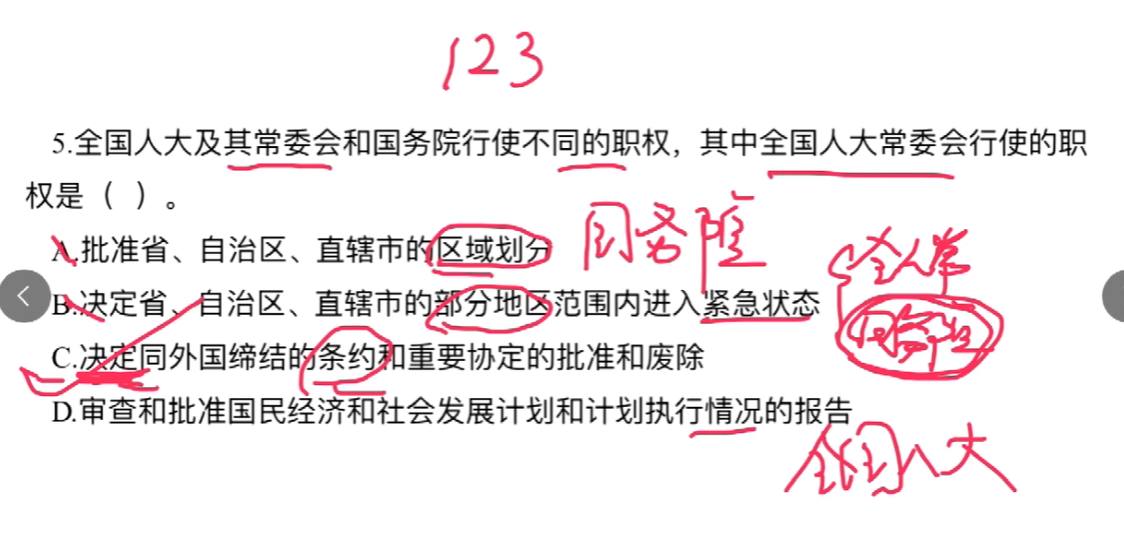 123
5.全国人大及其常委会和国务院行使不同的职权，其中全国人大常委会行使的职
权是（ ）。
A.批准省、自治区、直辖市的区域划分
国务院
B.决定省、自治区、直辖市的部分地区范围内进入紧急状态
全人常
国务院
C.决定同外国缔结的条约和重要协定的批准和废除
D.审查和批准国民经济和社会发展计划和计划执行情况的报告
全国人大